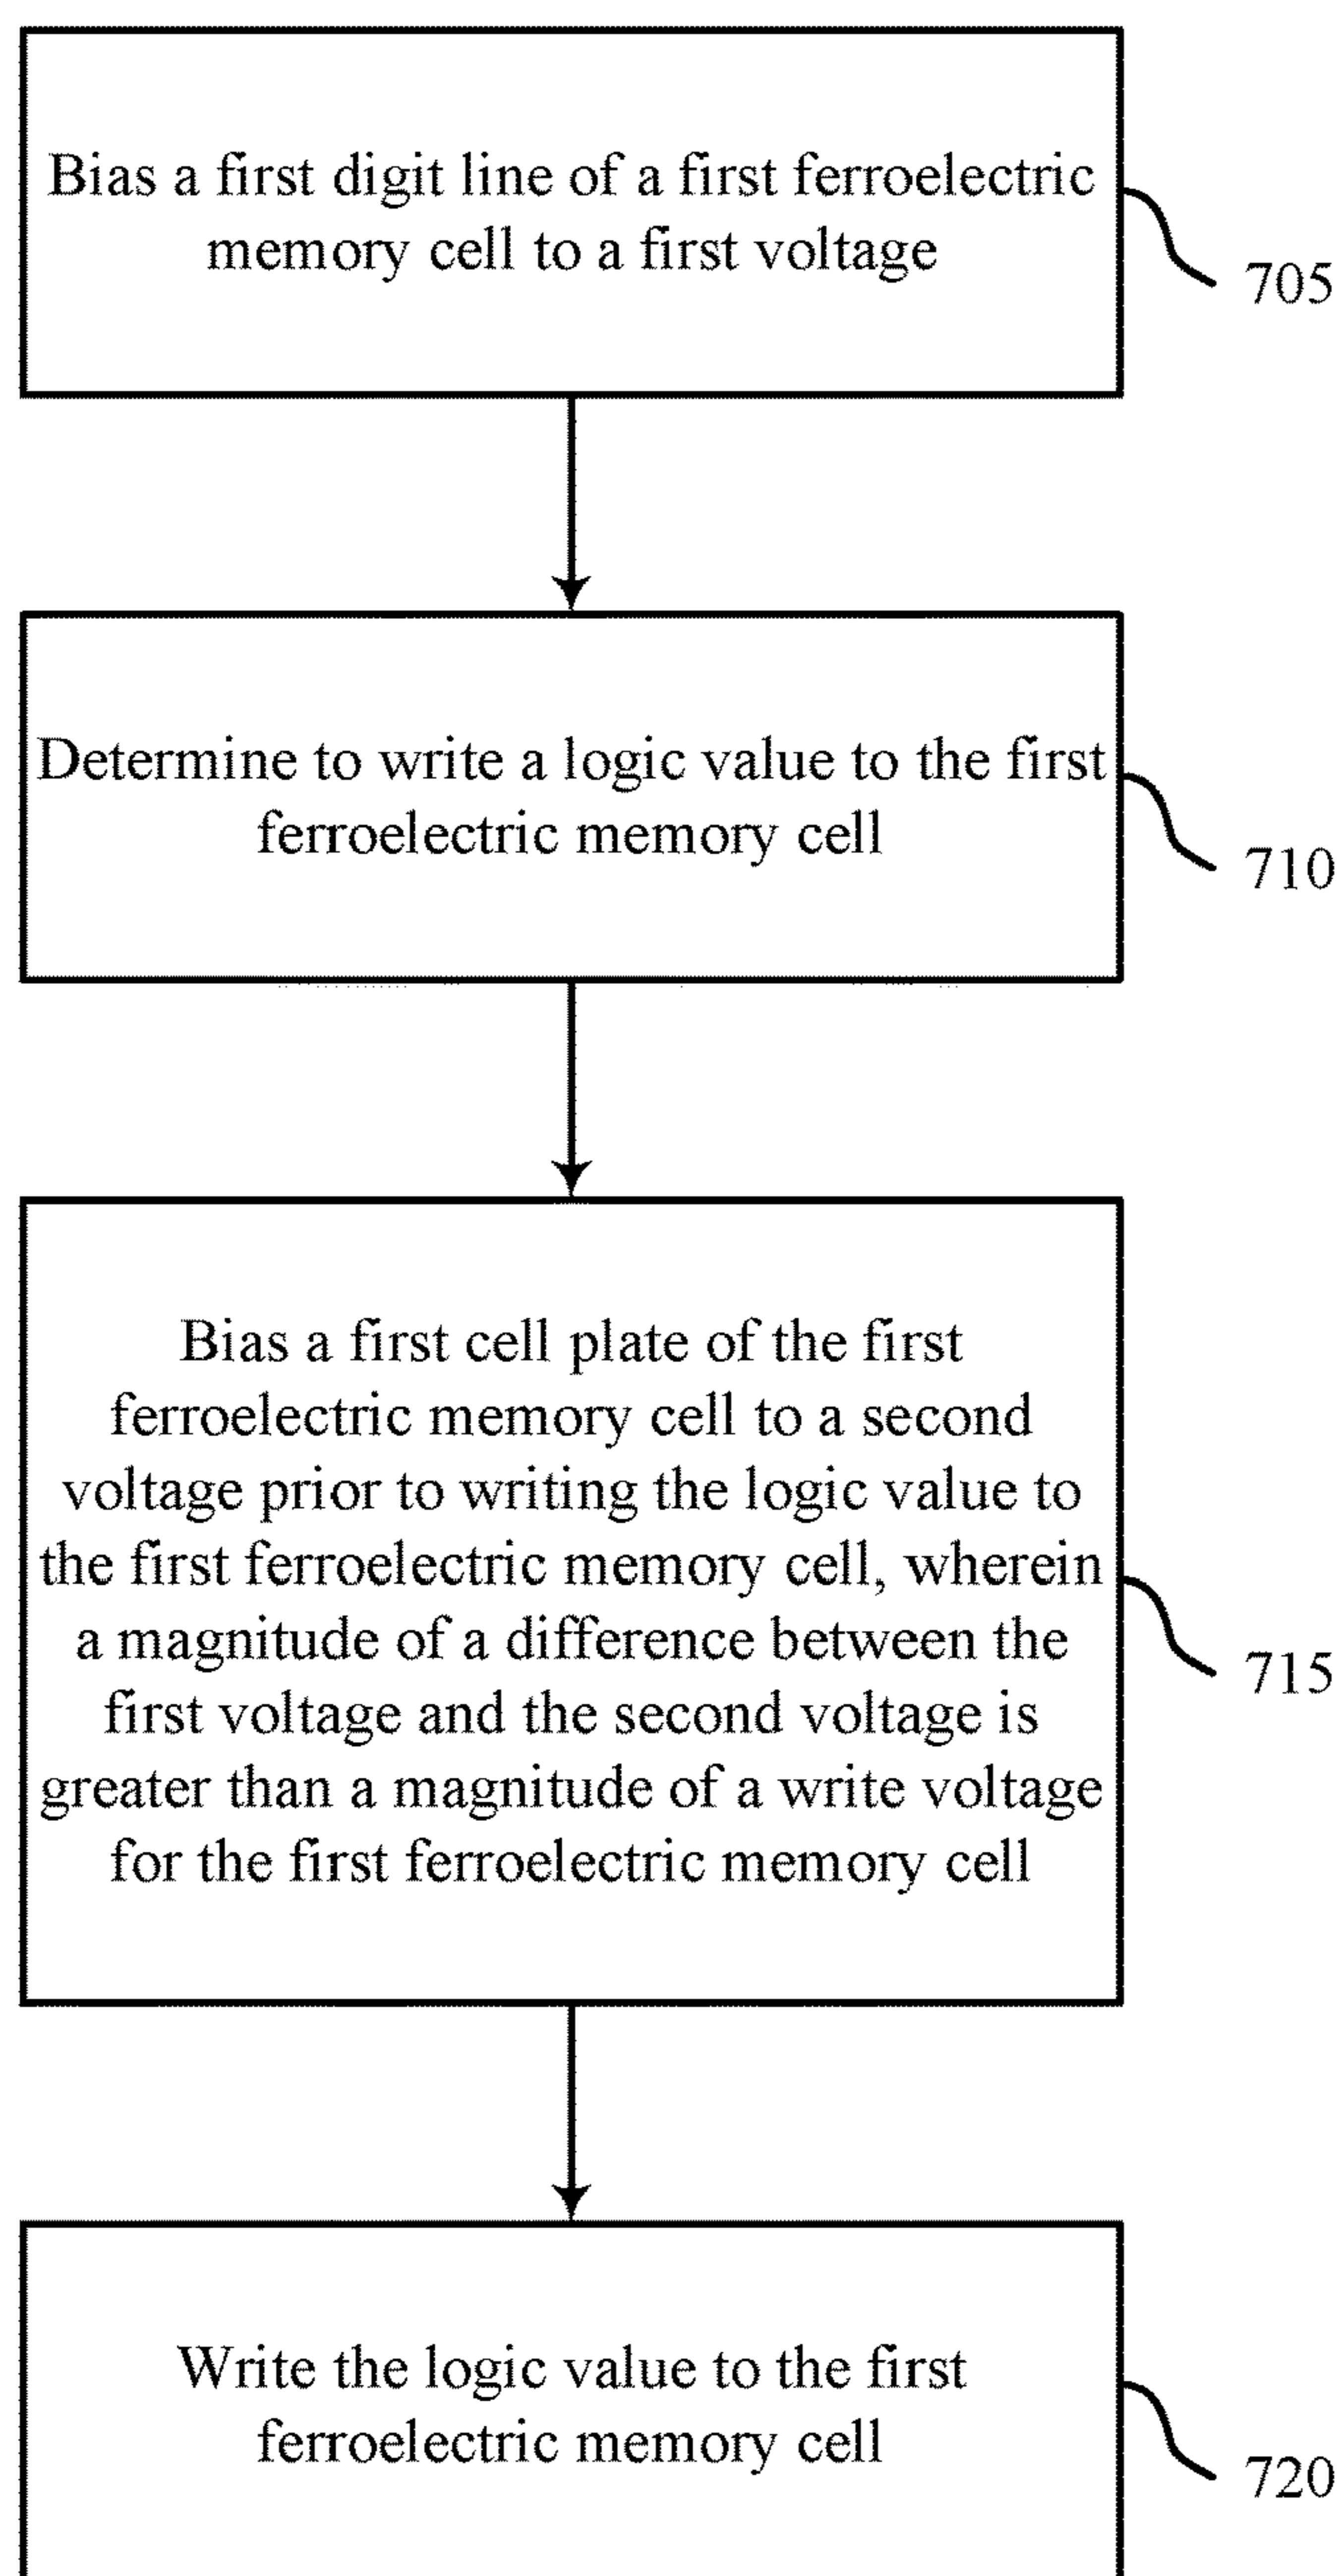 Bias a first digit line of a first ferroelectric
memory cell to a first voltage
705
Determine to write a logic value to the first
ferroelectric memory cell
710
Bias a first cell plate of the first
ferroelectric memory cell to a second
voltage prior to writing the logic value to
the first ferroelectric memory cell, wherein
a magnitude of a difference between the
first voltage and the second voltage is
greater than a magnitude of a write voltage
for the first ferroelectric memory cell
715
Write the logic value to the first
ferroelectric memory cell
720